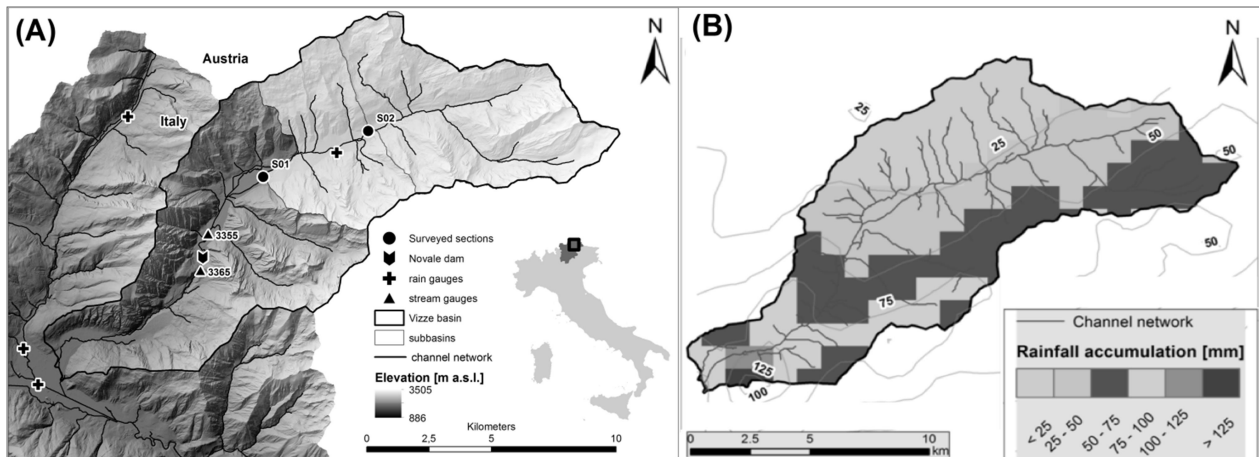 (A)
Austria
N
Italy
S02
S01
3355
3365
Surveyed sections
Novale dam
rain gauges
stream gauges
Vizze basin
subbasins
channel network
Elevation [m a.s.l.]
3505
886
Kilometers
0 2.5 5 10
(B)
N
25
25
50
50
50
75
125
100
Channel network
Rainfall accumulation [mm]
< 25
25 - 50
50 - 75
75 - 100
100 - 125
> 125
0 2.5 5 10
km